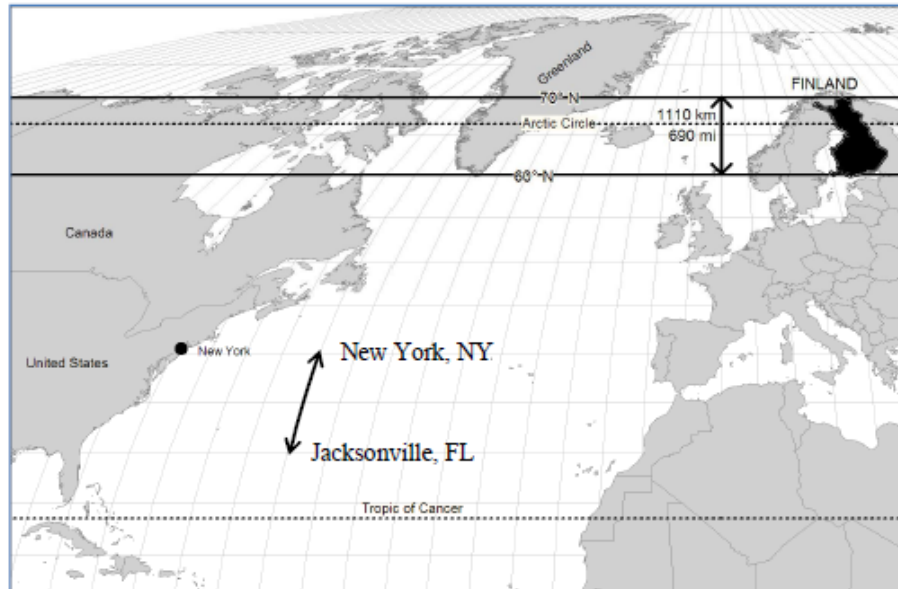 Greenland
FINLAND
70° N
1110 km
Arctic Circle
690 mi
60° N
Canada
New York
New York, NY
United States
Jacksonville, FL
Tropic of Cancer